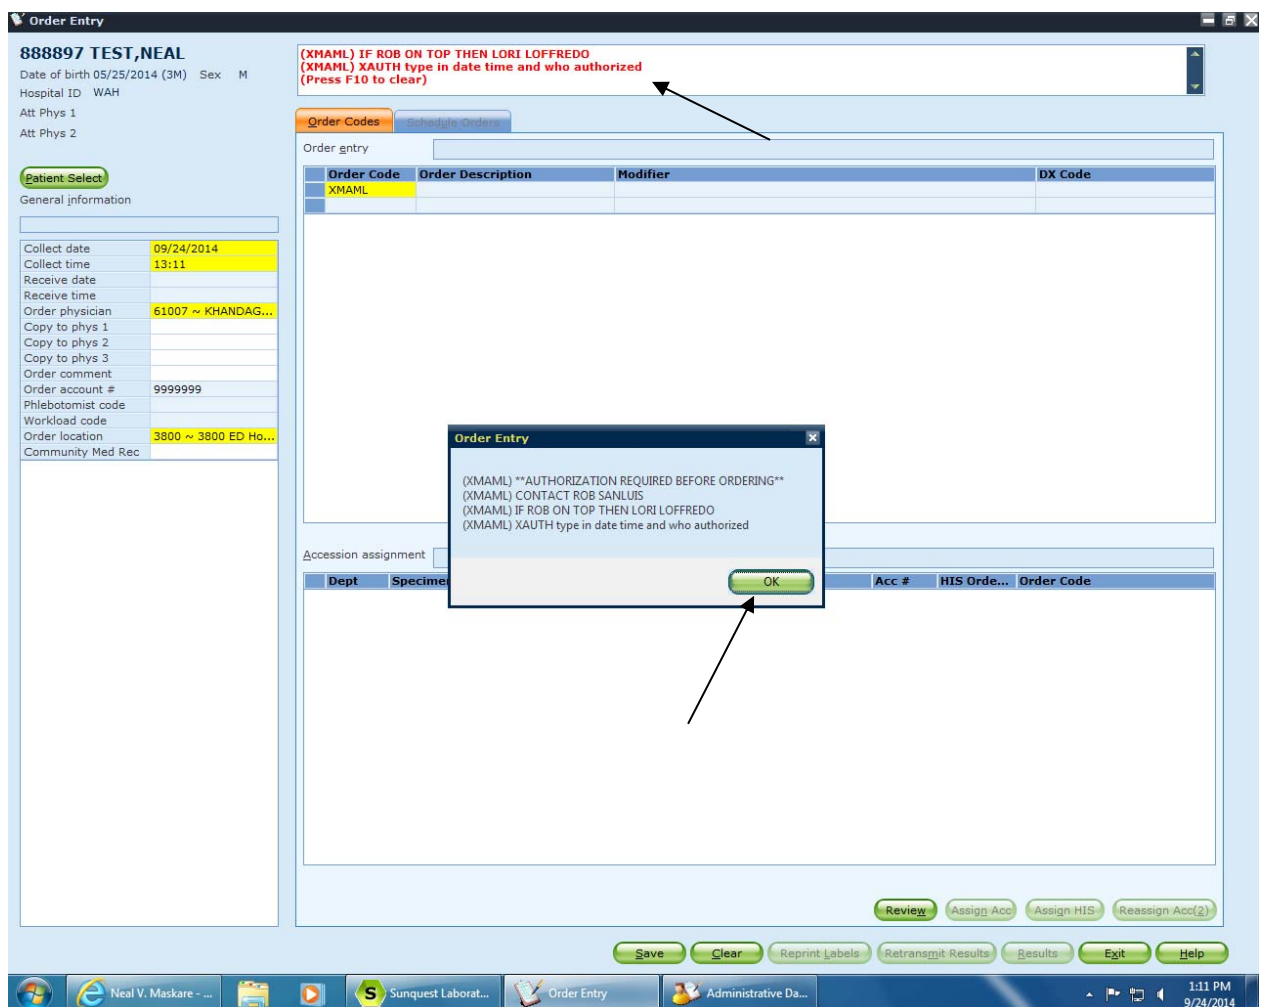 Order Entry
888897 TEST,NEAL
Date of birth 05/25/2014 (3M) Sex M
Hospital ID WAH
Att Phys 1
Att Phys 2
Patient Select
General information
Collect date 09/24/2014
Collect time 13:11
Receive date
Receive time
Order physician 61007 ~ KHANDAG...
Copy to phys 1
Copy to phys 2
Copy to phys 3
Order comment
Order account # 9999999
Phlebotomist code
Workload code
Order location 3800 ~ 3800 ED Ho...
Community Med Rec
(XMAML) IF ROB ON TOP THEN LORI LOFFREDO
(XMAML) XAUTH type in date time and who authorized
(Press F10 to clear)
Order Codes Schedule Orders
Order entry
Order Code Order Description Modifier DX Code
XMAML
Order Entry
(XMAML) **AUTHORIZATION REQUIRED BEFORE ORDERING**
(XMAML) CONTACT ROB SANLUIS
(XMAML) IF ROB ON TOP THEN LORI LOFFREDO
(XMAML) XAUTH type in date time and who authorized
OK
Accession assignment
Dept Specime Acc # HIS Orde... Order Code
Review Assign Acc Assign HIS Reassign Acc(2)
Save Clear Reprint Labels Retransmit Results Results Exit Help
Neal V. Maskare - ... Sunquest Laborat... Order Entry Administrative Da... 1:11 PM
9/24/2014